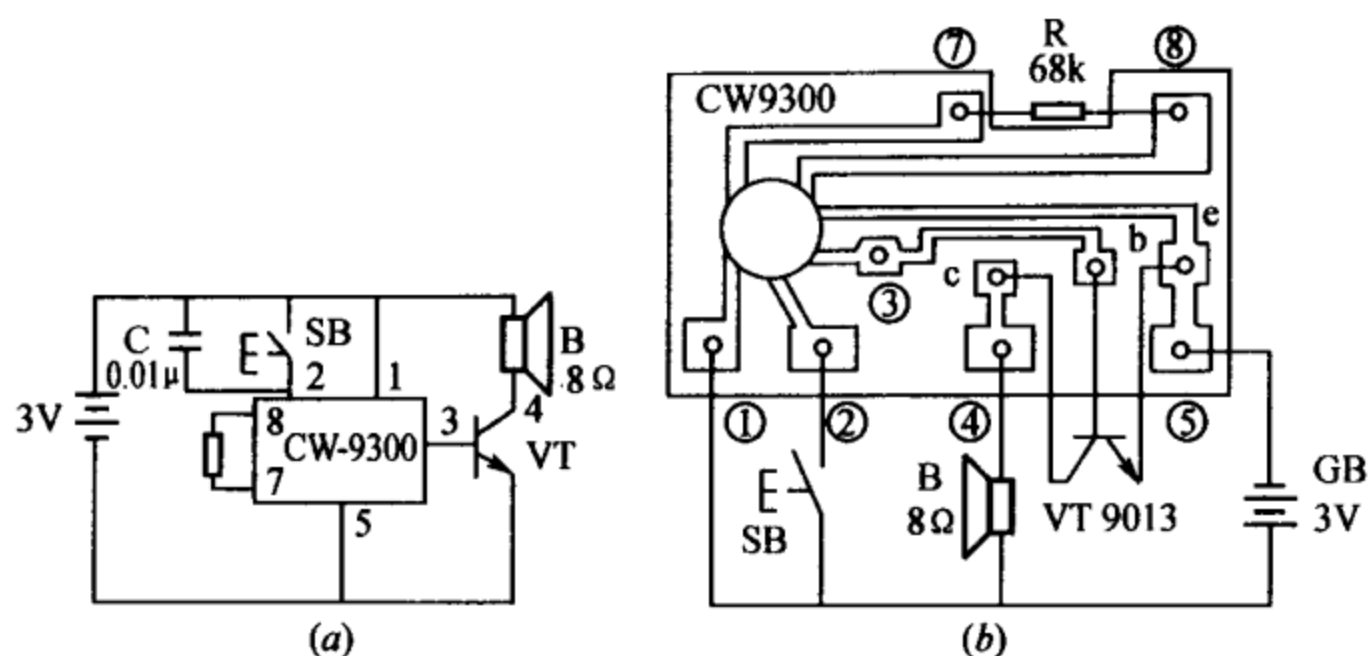 C
0.01μ
SB
2
1
B
8Ω
3V
8
CW-9300
7
3
4
VT
5
(a)
⑦
R
68k
⑧
CW9300
e
b
c
③
①
②
④
⑤
SB
B
8Ω
VT 9013
GB
3V
(b)